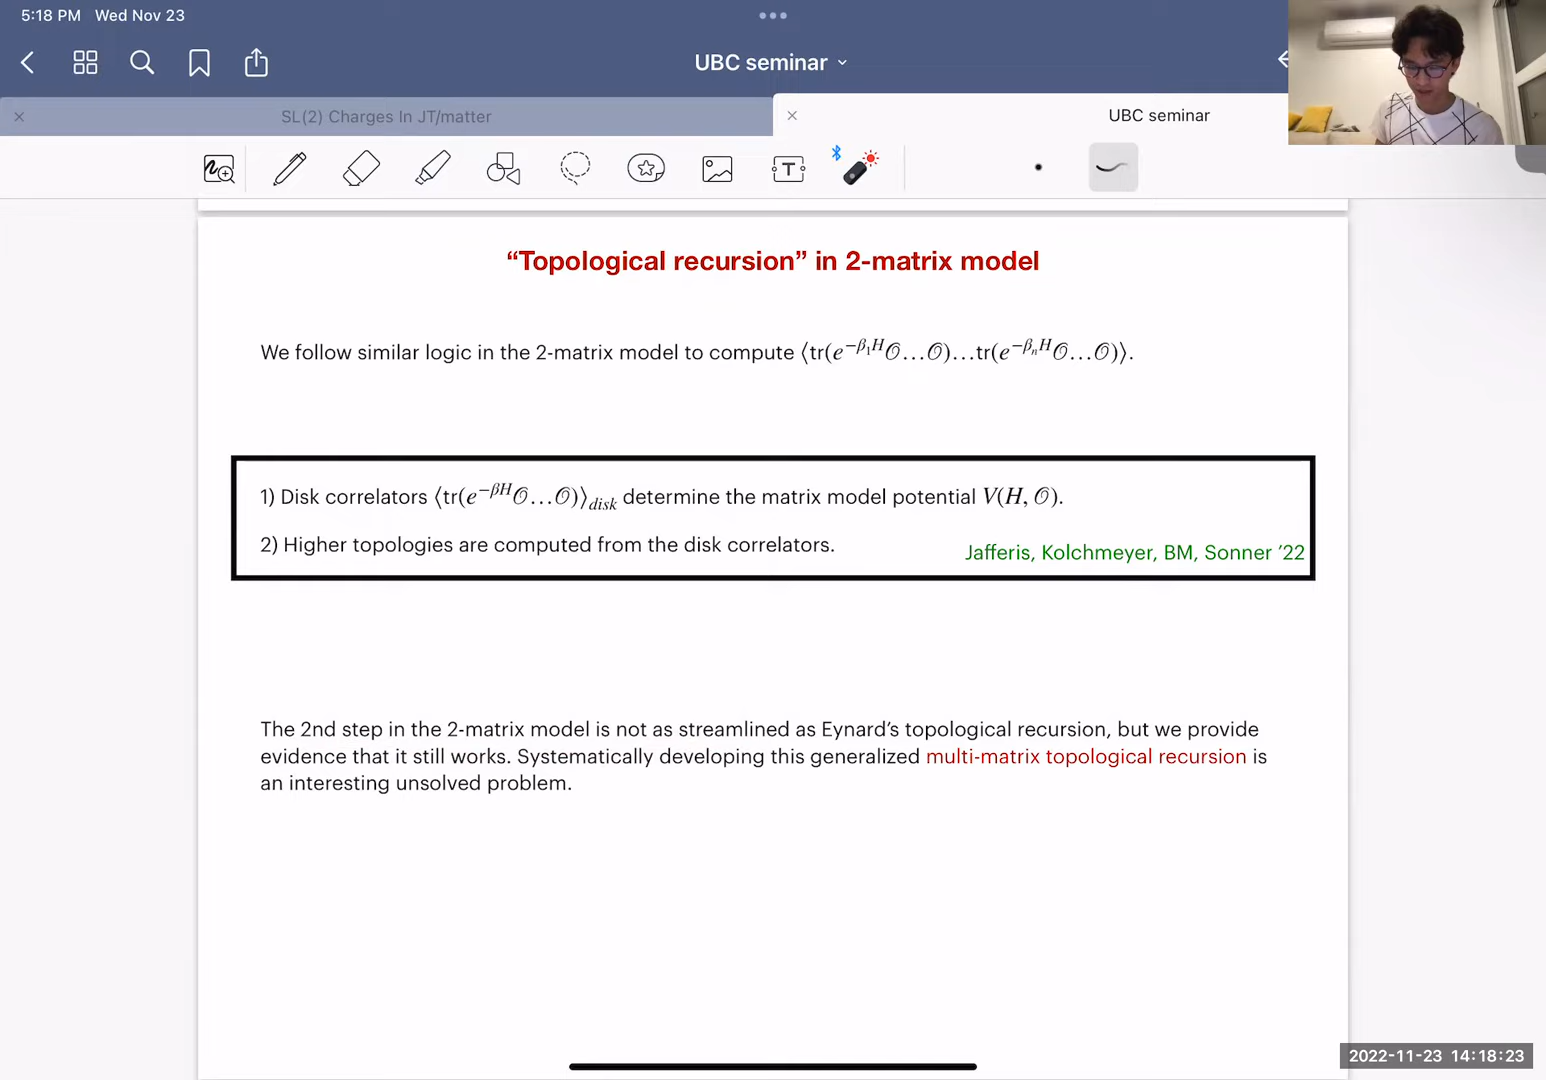 5:18 PM Wed Nov 23
UBC seminar
SL(2) Charges In JT/matter
UBC seminar
“Topological recursion” in 2-matrix model
We follow similar logic in the 2-matrix model to compute ⟨tr(e^{−β₁H}𝒪…𝒪)…tr(e^{−βₙH}𝒪…𝒪)⟩.
1) Disk correlators ⟨tr(e^{−βH}𝒪…𝒪)⟩_{disk} determine the matrix model potential V(H, 𝒪).
2) Higher topologies are computed from the disk correlators.
Jafferis, Kolchmeyer, BM, Sonner ’22
The 2nd step in the 2-matrix model is not as streamlined as Eynard’s topological recursion, but we provide
evidence that it still works. Systematically developing this generalized multi-matrix topological recursion is
an interesting unsolved problem.
2022-11-23 14:18:23